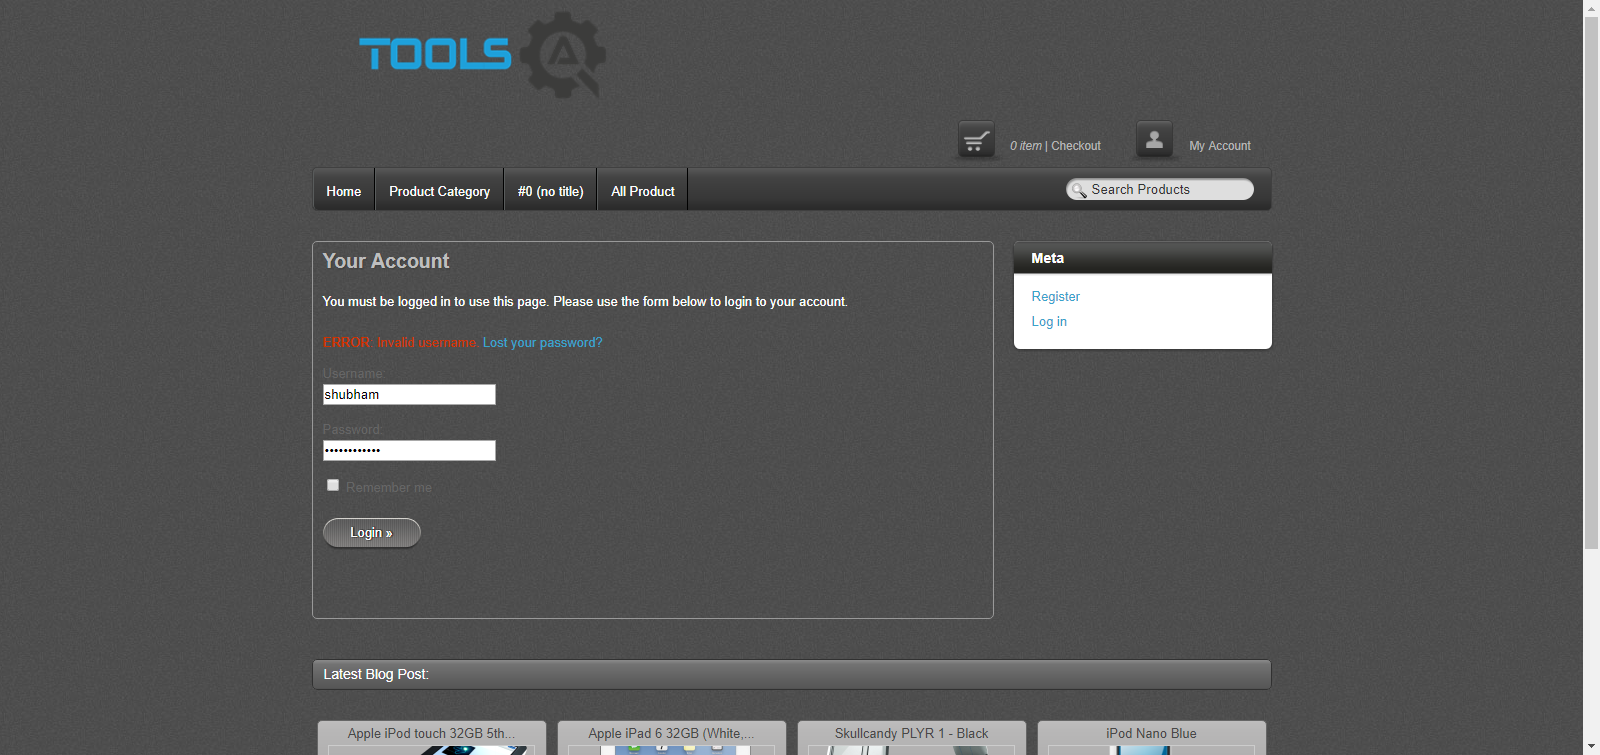 TOOLS
0 item | Checkout
My Account
Home
Product Category
#0 (no title)
All Product
Search Products
Your Account
You must be logged in to use this page. Please use the form below to login to your account.
ERROR: Invalid username. Lost your password?
Username:
shubham
Password:
••••••••••••
Remember me
Login »
Meta
Register
Log in
Latest Blog Post:
Apple iPod touch 32GB 5th...
Apple iPad 6 32GB (White,...
Skullcandy PLYR 1 - Black
iPod Nano Blue